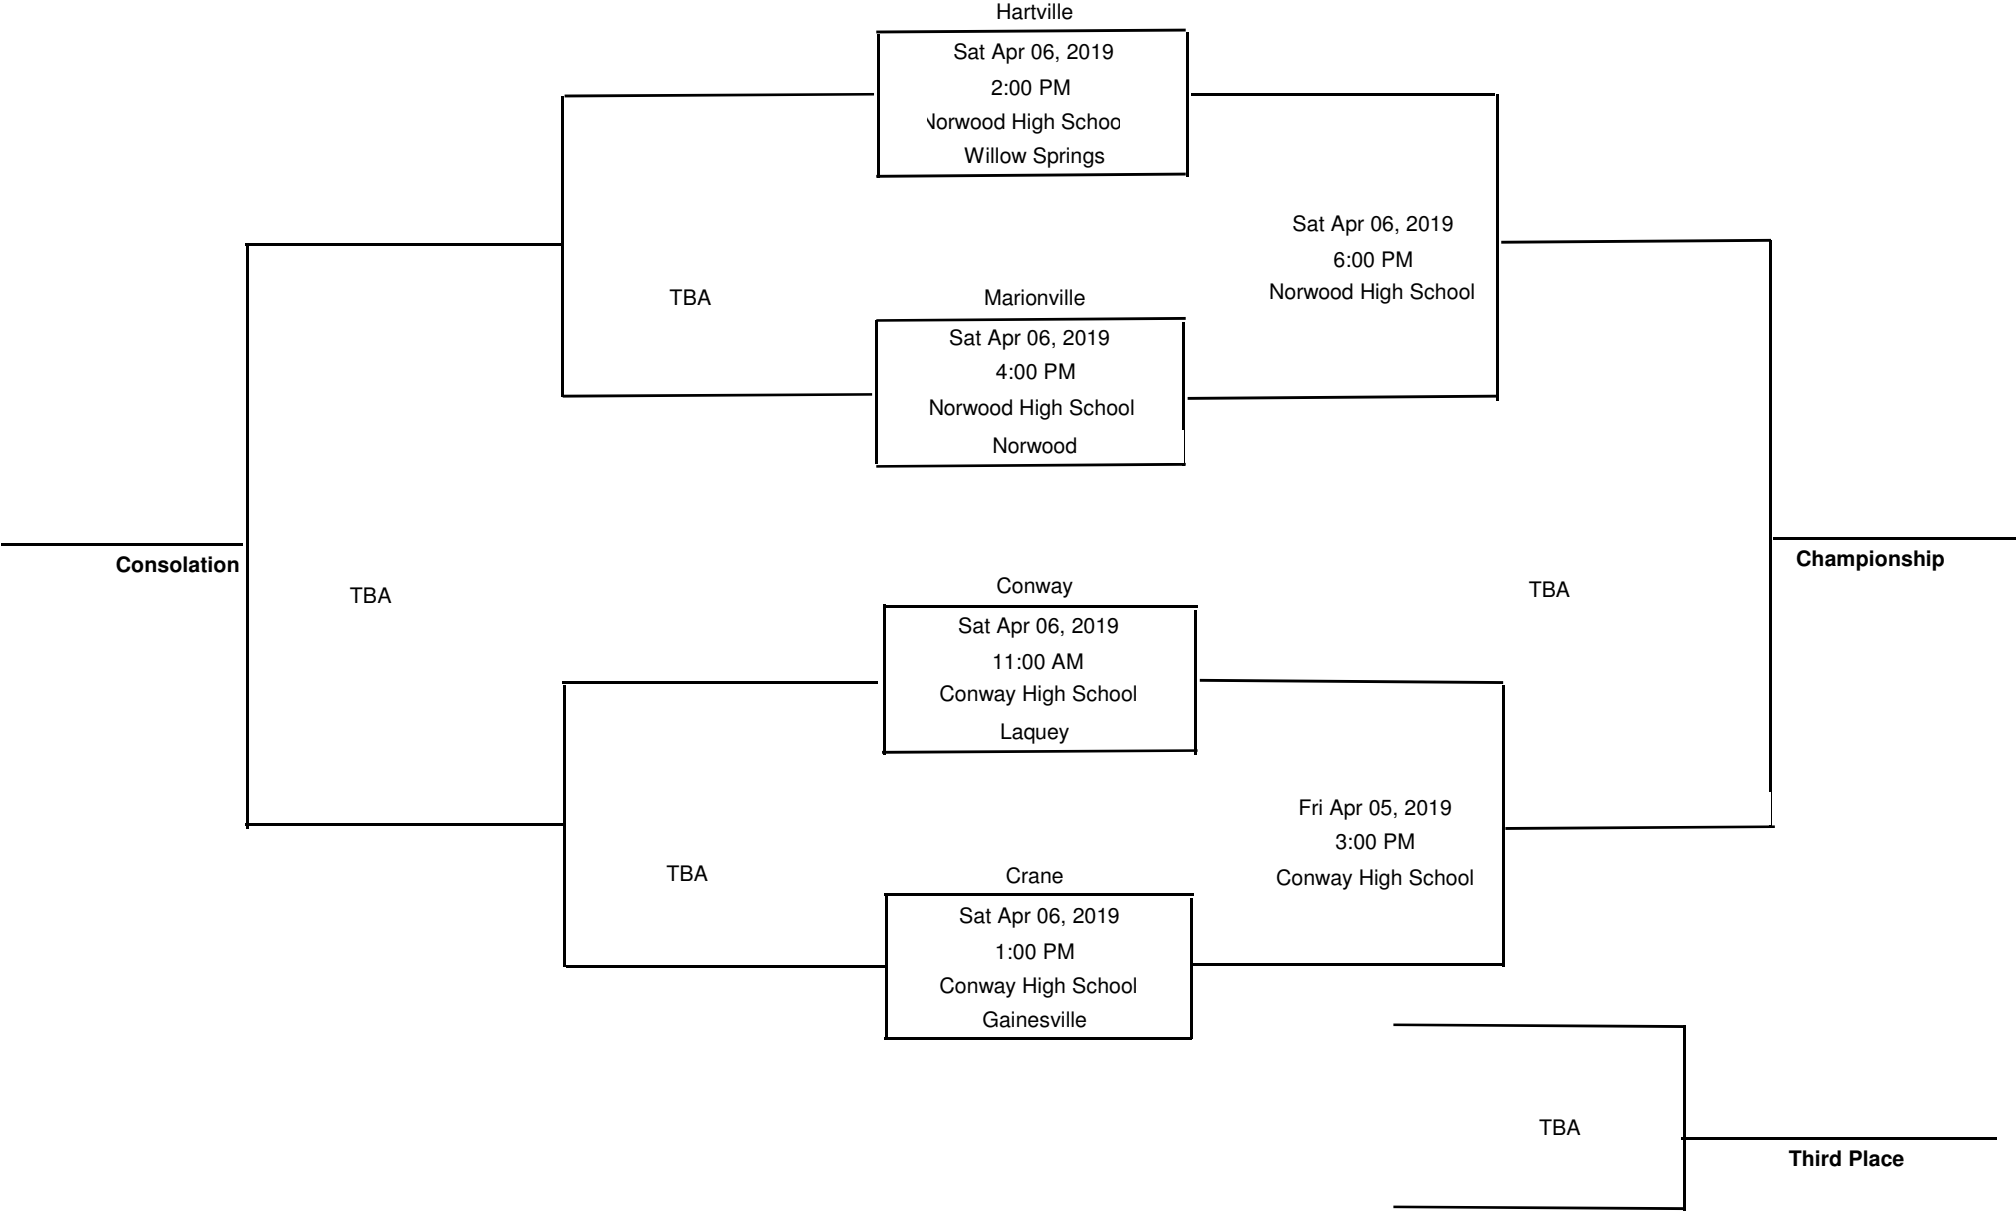 Hartville
Sat Apr 06, 2019
2:00 PM
Norwood High Schoo
Willow Springs
Sat Apr 06, 2019
6:00 PM
Norwood High School
TBA
Marionville
Sat Apr 06, 2019
4:00 PM
Norwood High School
Norwood
Consolation
TBA
Championship
TBA
Conway
Sat Apr 06, 2019
11:00 AM
Conway High School
Laquey
Fri Apr 05, 2019
3:00 PM
Conway High School
TBA
Crane
Sat Apr 06, 2019
1:00 PM
Conway High School
Gainesville
TBA
Third Place